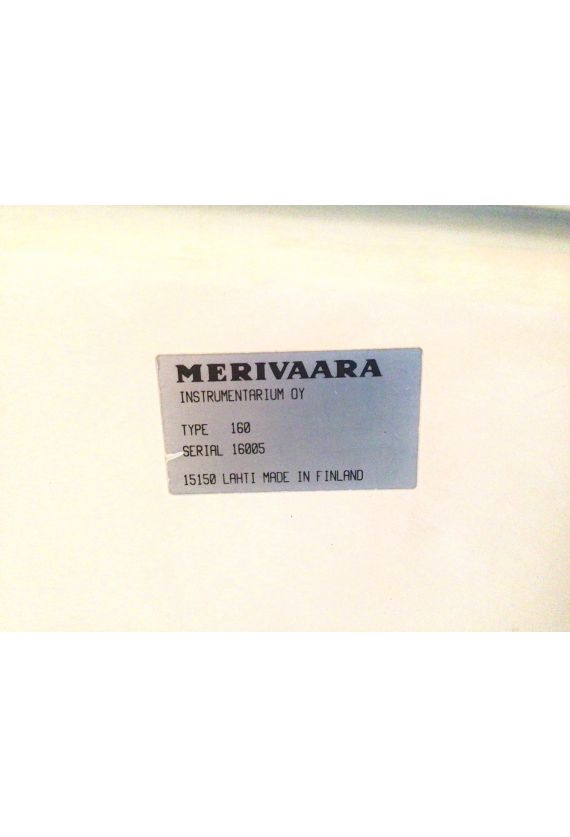 MERIVAARA
INSTRUMENTARIUM OY
TYPE 160
SERIAL 16005
15150 LAHTI MADE IN FINLAND